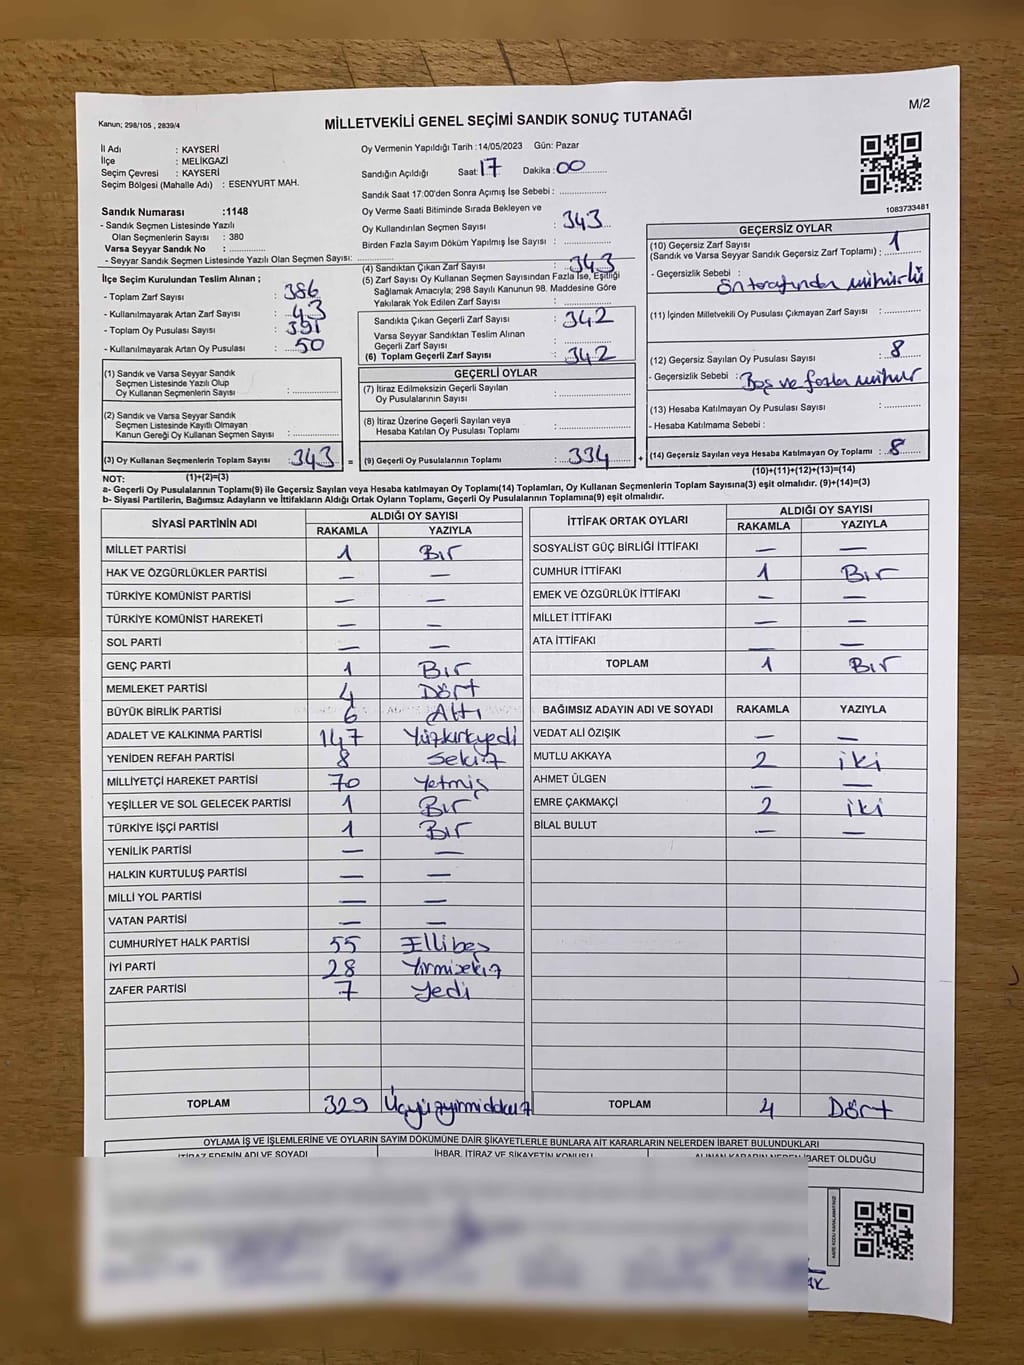 M/2
Kanun; 298/105 , 2839/4
MİLLETVEKİLİ GENEL SEÇİMİ SANDIK SONUÇ TUTANAĞI
İl Adı : KAYSERİ
İlçe : MELİKGAZİ
Seçim Çevresi : KAYSERİ
Seçim Bölgesi (Mahalle Adı) : ESENYURT MAH.
Sandık Numarası :1148
- Sandık Seçmen Listesinde Yazılı
Olan Seçmenlerin Sayısı : 380
Varsa Seyyar Sandık No : ..............
- Seyyar Sandık Seçmen Listesinde Yazılı Olan Seçmen Sayısı: ..............
Oy Vermenin Yapıldığı Tarih :14/05/2023 Gün: Pazar
Sandığın Açıldığı Saat: 17 Dakika : 00
Sandık Saat 17:00'den Sonra Açımış İse Sebebi : ..............
Oy Verme Saati Bitiminde Sırada Bekleyen ve
Oy Kullandırılan Seçmen Sayısı : 343
Birden Fazla Sayım Döküm Yapılmış İse Sayısı : ..............
1083733481
İlçe Seçim Kurulundan Teslim Alınan ;
- Toplam Zarf Sayısı : 386
- Kullanılmayarak Artan Zarf Sayısı : 43
- Toplam Oy Pusulası Sayısı : 391
- Kullanılmayarak Artan Oy Pusulası : 50
(4) Sandıktan Çıkan Zarf Sayısı : 343
(5) Zarf Sayısı Oy Kullanan Seçmen Sayısından Fazla İse, Eşitliği
Sağlamak Amacıyla; 298 Sayılı Kanunun 98. Maddesine Göre
Yakılarak Yok Edilen Zarf Sayısı : ..............
Sandıkta Çıkan Geçerli Zarf Sayısı : 342
Varsa Seyyar Sandıktan Teslim Alınan
Geçerli Zarf Sayısı : ..............
(6) Toplam Geçerli Zarf Sayısı : 342
GEÇERSİZ OYLAR
(10) Geçersiz Zarf Sayısı
(Sandık ve Varsa Seyyar Sandık Geçersiz Zarf Toplamı) : 1
- Geçersizlik Sebebi : Ön tarafından mühürlü
(11) İçinden Milletvekili Oy Pusulası Çıkmayan Zarf Sayısı : ..............
(12) Geçersiz Sayılan Oy Pusulası Sayısı : 8
- Geçersizlik Sebebi : Boş ve fazla mühür
(13) Hesaba Katılmayan Oy Pusulası Sayısı : ..............
- Hesaba Katılmama Sebebi :
(14) Geçersiz Sayılan veya Hesaba Katılmayan Oy Toplamı : 8
(10)+(11)+(12)+(13)=(14)
(1) Sandık ve Varsa Seyyar Sandık
Seçmen Listesinde Yazılı Olup
Oy Kullanan Seçmenlerin Sayısı : ..............
(2) Sandık ve Varsa Seyyar Sandık
Seçmen Listesinde Kayıtlı Olmayan
Kanun Gereği Oy Kullanan Seçmen Sayısı : ..............
(3) Oy Kullanan Seçmenlerin Toplam Sayısı : 343 =
(1)+(2)=(3)
GEÇERLİ OYLAR
(7) İtiraz Edilmeksizin Geçerli Sayılan
Oy Pusulalarının Sayısı : ..............
(8) İtiraz Üzerine Geçerli Sayılan veya
Hesaba Katılan Oy Pusulası Toplamı : ..............
(9) Geçerli Oy Pusulalarının Toplamı : 334 +
NOT:
a- Geçerli Oy Pusulalarının Toplamı(9) ile Geçersiz Sayılan veya Hesaba katılmayan Oy Toplamı(14) Toplamları, Oy Kullanan Seçmenlerin Toplam Sayısına(3) eşit olmalıdır. (9)+(14)=(3)
b- Siyasi Partilerin, Bağımsız Adayların ve İttifakların Aldığı Ortak Oyların Toplamı, Geçerli Oy Pusulalarının Toplamına(9) eşit olmalıdır.
SİYASİ PARTİNİN ADI ALDIĞI OY SAYISI
RAKAMLA YAZIYLA
MİLLET PARTİSİ 1 Bir
HAK VE ÖZGÜRLÜKLER PARTİSİ — —
TÜRKİYE KOMÜNİST PARTİSİ — —
TÜRKİYE KOMÜNİST HAREKETİ — —
SOL PARTİ — —
GENÇ PARTİ 1 Bir
MEMLEKET PARTİSİ 4 Dört
BÜYÜK BİRLİK PARTİSİ 6 Altı
ADALET VE KALKINMA PARTİSİ 147 Yüzkırkyedi
YENİDEN REFAH PARTİSİ 8 Sekiz
MİLLİYETÇİ HAREKET PARTİSİ 70 Yetmiş
YEŞİLLER VE SOL GELECEK PARTİSİ 1 Bir
TÜRKİYE İŞÇİ PARTİSİ 1 Bir
YENİLİK PARTİSİ — —
HALKIN KURTULUŞ PARTİSİ — —
MİLLİ YOL PARTİSİ — —
VATAN PARTİSİ — —
CUMHURİYET HALK PARTİSİ 55 Ellibeş
İYİ PARTİ 28 Yirmisekiz
ZAFER PARTİSİ 7 Yedi
TOPLAM 329 Üçyüzyirmidokuz
İTTİFAK ORTAK OYLARI ALDIĞI OY SAYISI
RAKAMLA YAZIYLA
SOSYALİST GÜÇ BİRLİĞİ İTTİFAKI — —
CUMHUR İTTİFAKI 1 Bir
EMEK VE ÖZGÜRLÜK İTTİFAKI — —
MİLLET İTTİFAKI — —
ATA İTTİFAKI — —
TOPLAM 1 Bir
BAĞIMSIZ ADAYIN ADI VE SOYADI RAKAMLA YAZIYLA
VEDAT ALİ ÖZIŞIK — —
MUTLU AKKAYA 2 iki
AHMET ÜLGEN — —
EMRE ÇAKMAKÇİ 2 iki
BİLAL BULUT — —
TOPLAM 4 Dört
OYLAMA İŞ VE İŞLEMLERİNE VE OYLARIN SAYIM DÖKÜMÜNE DAİR ŞİKAYETLERLE BUNLARA AİT KARARLARIN NELERDEN İBARET BULUNDUKLARI
İTİRAZ EDENİN ADI VE SOYADI İHBAR, İTİRAZ VE ŞİKAYETİN KONUSU ALINAN KARARIN NEDEN İBARET OLDUĞU